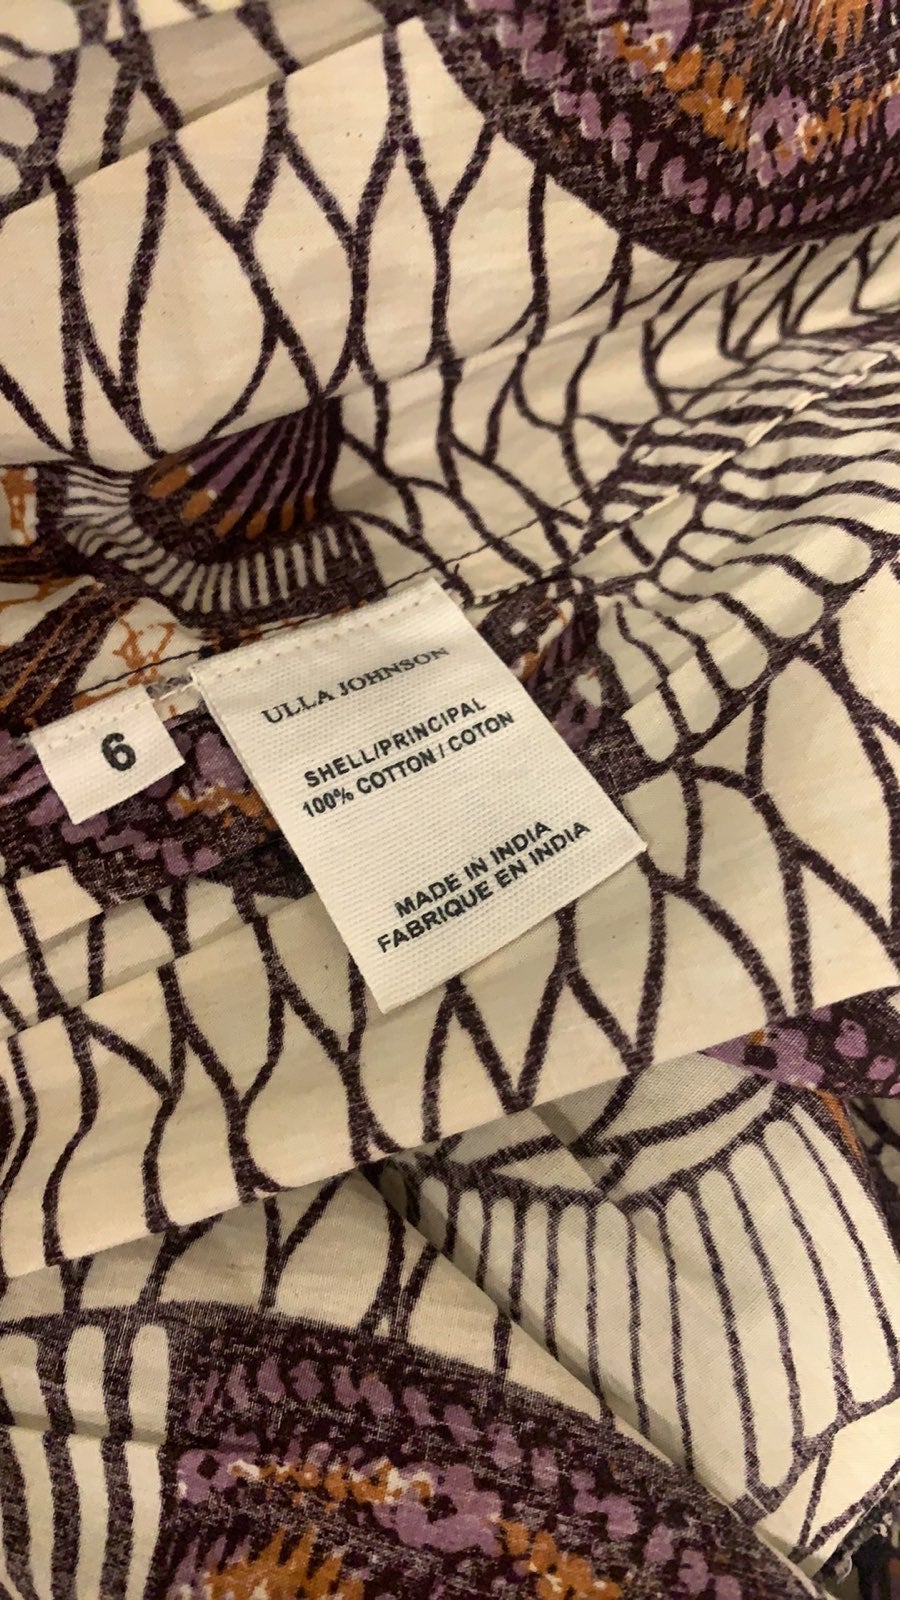 ULLA JOHNSON
SHELL/PRINCIPAL
100% COTTON / COTON
MADE IN INDIA
FABRIQUE EN INDIA
6